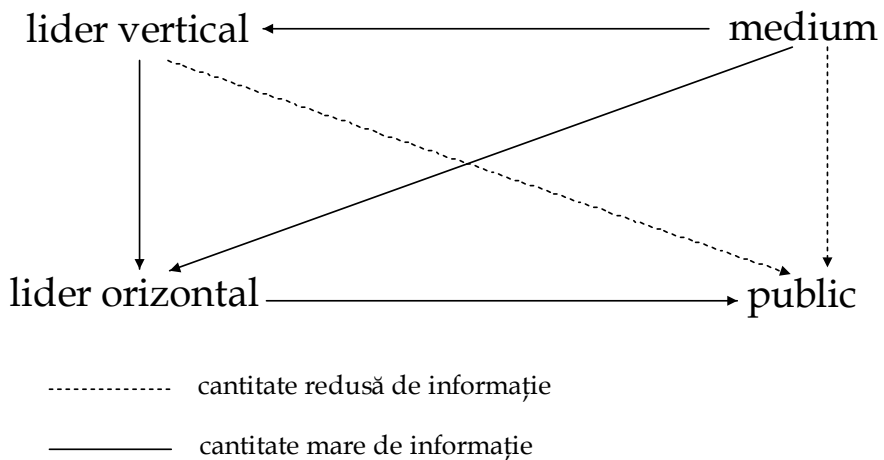 lider vertical
medium
lider orizontal
public
cantitate redusă de informație
cantitate mare de informație